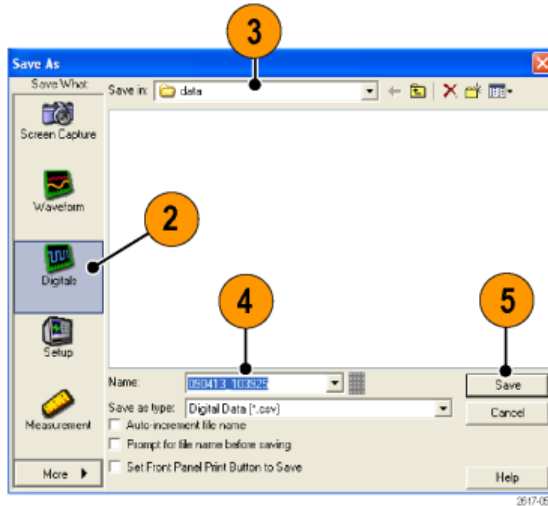 3
Save As
Save What:
Save in:
data
Screen Capture
Waveform
2
Digitals
4
5
Setup
Name:
090413_103925
Save
Save as type:
Digital Data (*.csv)
Cancel
Measurement
Auto-increment file name
Prompt for file name before saving
Set Front Panel Print Button to Save
More
Help
2617-05